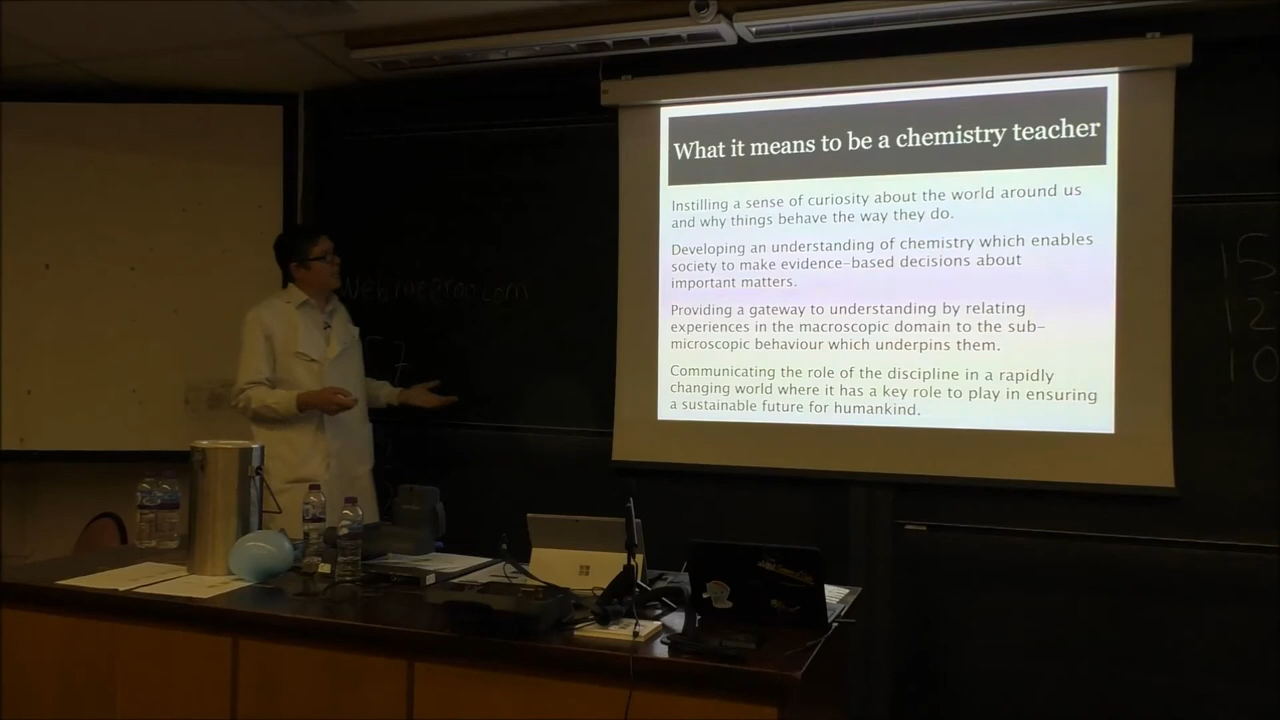 What it means to be a chemistry teacher
Instilling a sense of curiosity about the world around us
and why things behave the way they do.
Developing an understanding of chemistry which enables
society to make evidence-based decisions about
important matters.
Providing a gateway to understanding by relating
experiences in the macroscopic domain to the sub-
microscopic behaviour which underpins them.
Communicating the role of the discipline in a rapidly
changing world where it has a key role to play in ensuring
a sustainable future for humankind.
15
12
10